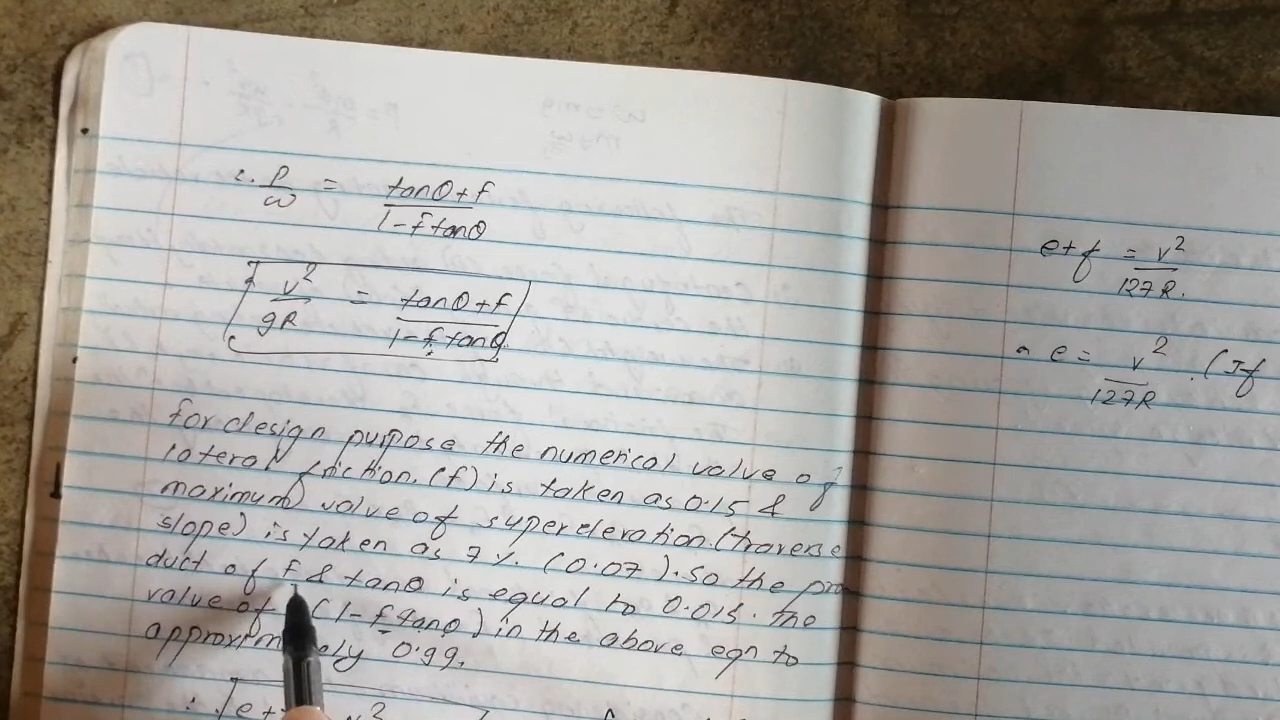 ∴ P/W = tanθ+f / 1-f tanθ
v²/gR = tanθ+f / 1-f tanθ
for design purpose the numerical value of
lateral friction (f) is taken as 0.15 &
maximum value of superelevation (traverse
slope) is taken as 7%. (0.07). So the pro
duct of f & tanθ is equal to 0.015. the
value of (1-f tanθ) in the above eqn to
approximately 0.99.
e+f = v²/127R.
e = v²/127R . (If